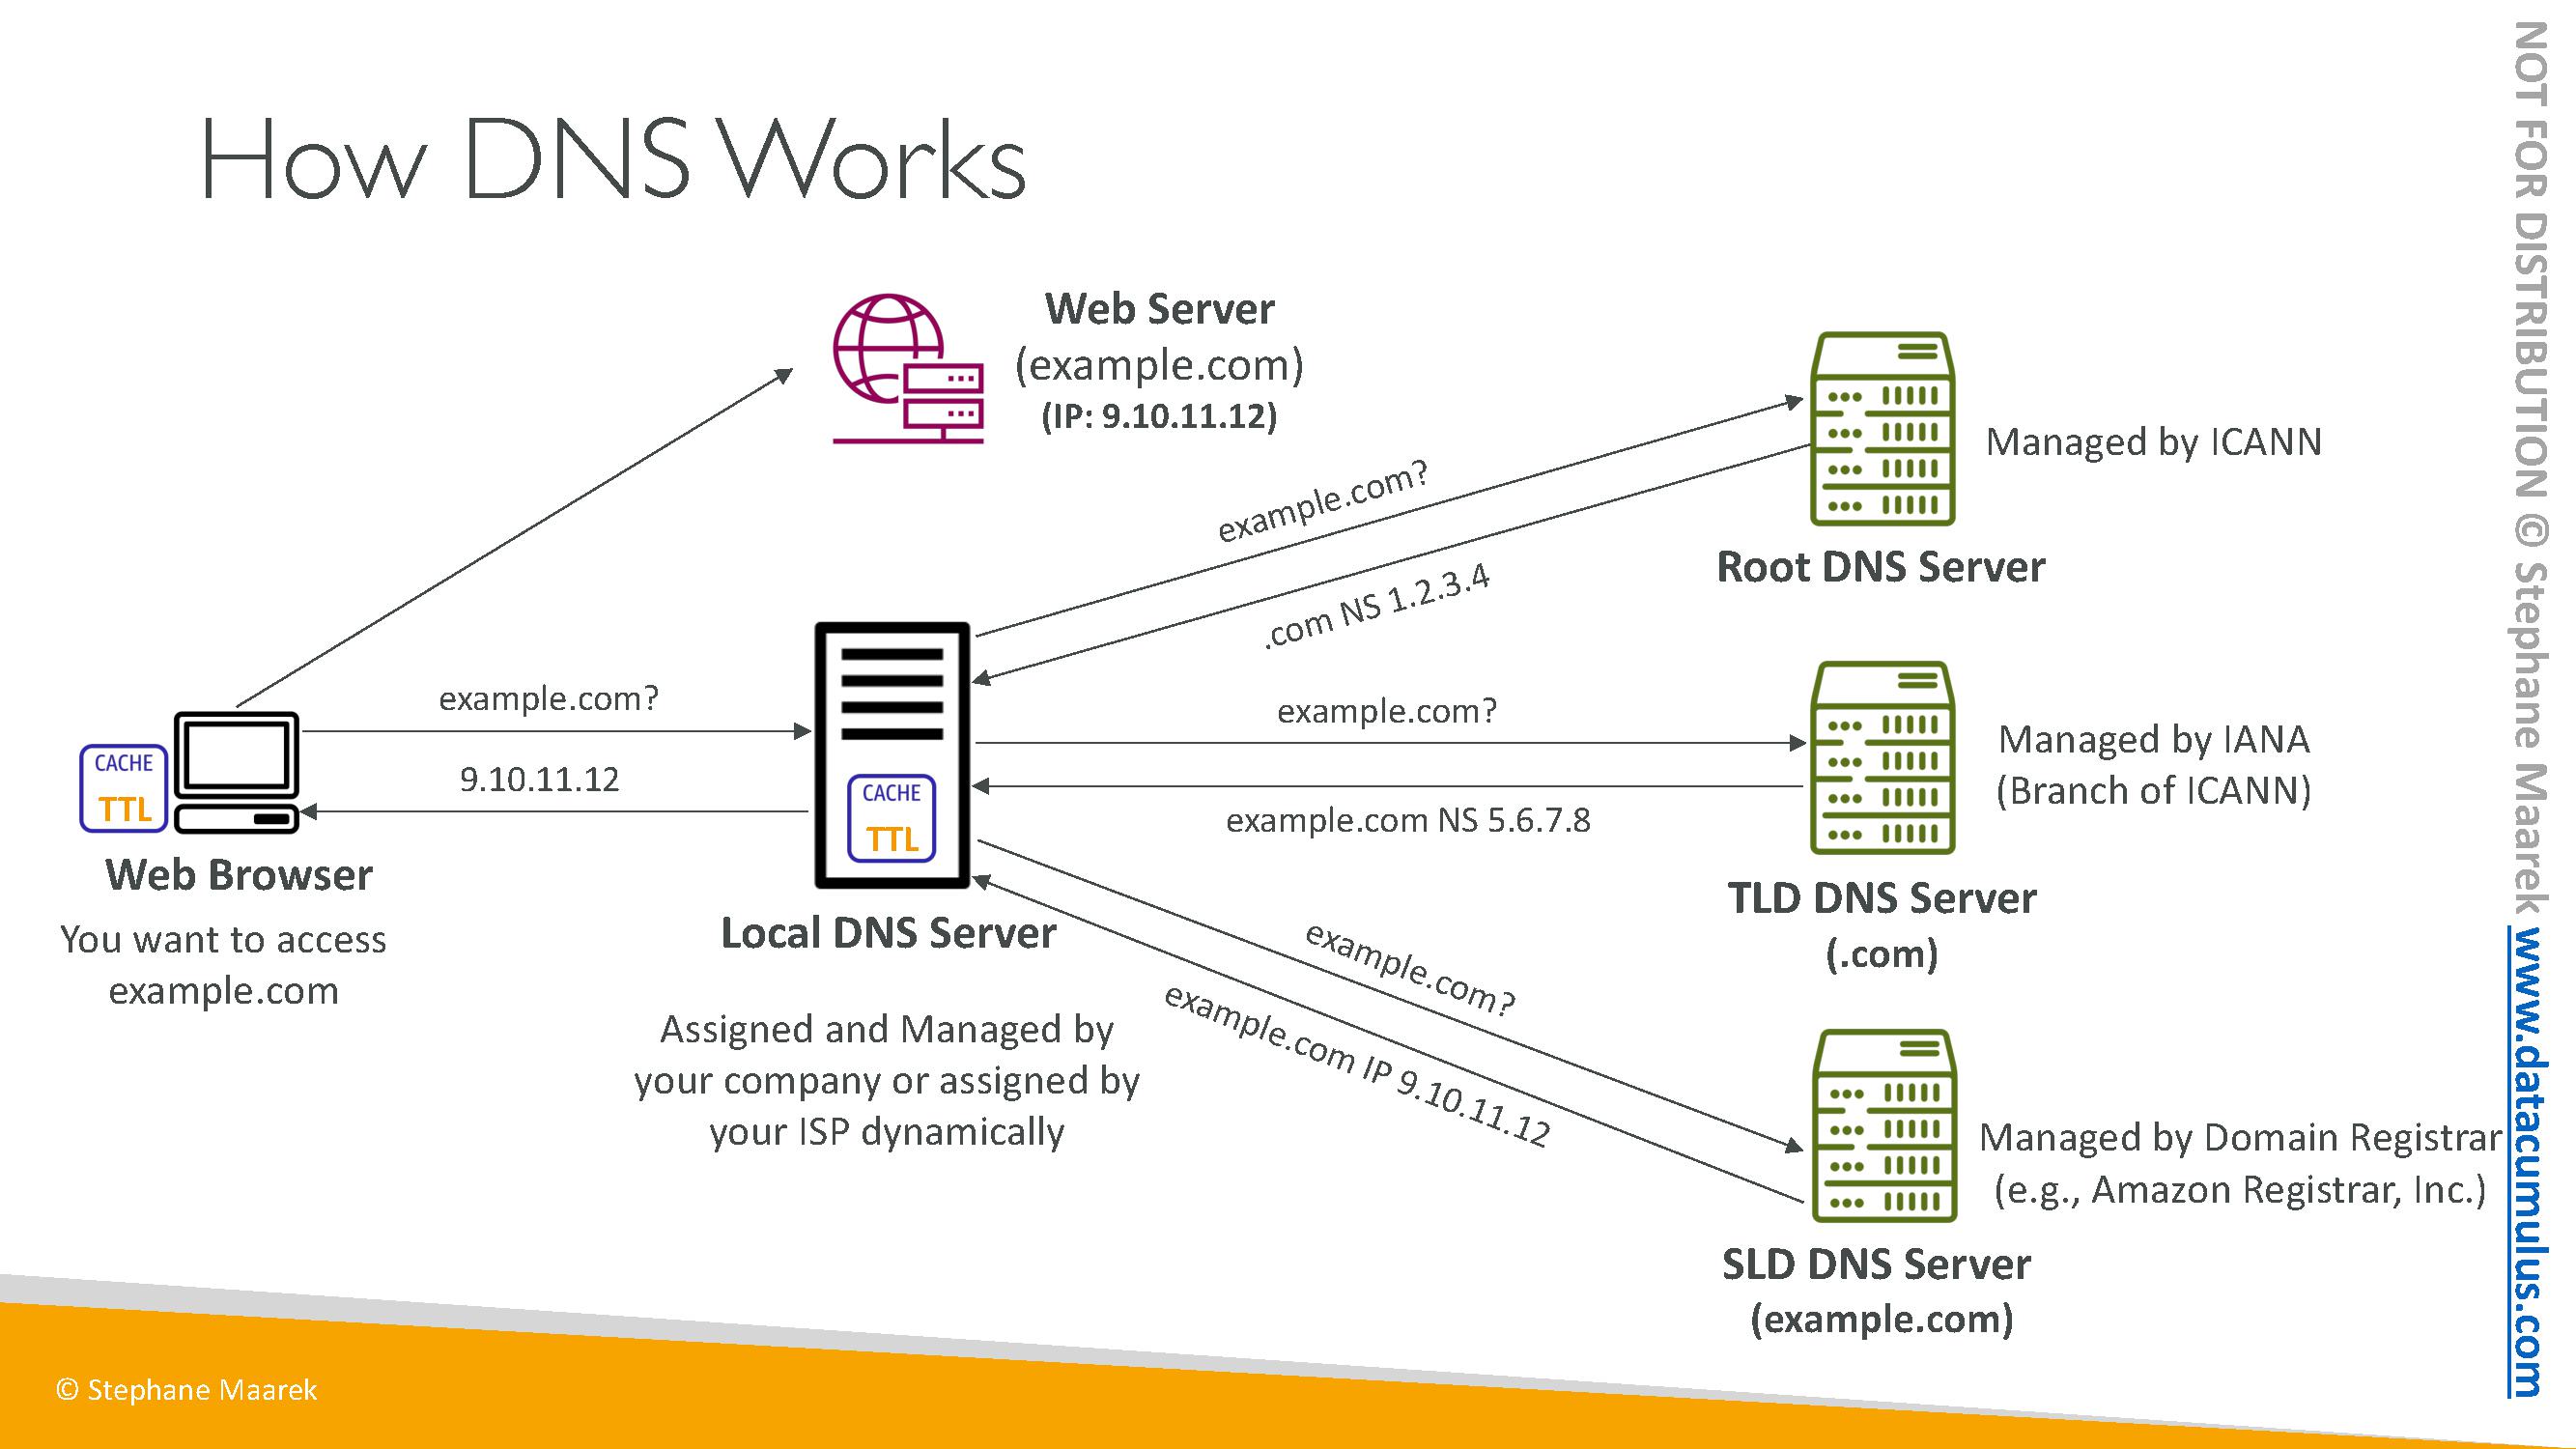 How DNS Works
Web Server
(example.com)
(IP: 9.10.11.12)
example.com?
.com NS 1.2.3.4
Managed by ICANN
Root DNS Server
example.com?
9.10.11.12
CACHE
TTL
Web Browser
You want to access
example.com
CACHE
TTL
Local DNS Server
Assigned and Managed by
your company or assigned by
your ISP dynamically
example.com?
example.com NS 5.6.7.8
Managed by IANA
(Branch of ICANN)
TLD DNS Server
(.com)
example.com?
example.com IP 9.10.11.12
Managed by Domain Registrar
(e.g., Amazon Registrar, Inc.)
SLD DNS Server
(example.com)
© Stephane Maarek
NOT FOR DISTRIBUTION © Stephane Maarek www.datacumulus.com